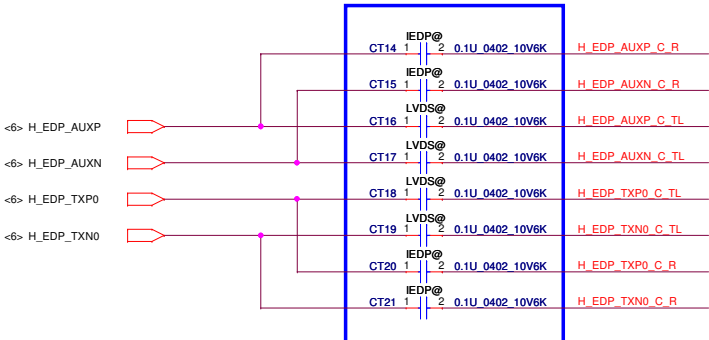 IEDP@
CT14 1 2 0.1U_0402_10V6K H_EDP_AUXP_C_R
IEDP@
CT15 1 2 0.1U_0402_10V6K H_EDP_AUXN_C_R
LVDS@
<6> H_EDP_AUXP CT16 1 2 0.1U_0402_10V6K H_EDP_AUXP_C_TL
LVDS@
<6> H_EDP_AUXN CT17 1 2 0.1U_0402_10V6K H_EDP_AUXN_C_TL
LVDS@
<6> H_EDP_TXP0 CT18 1 2 0.1U_0402_10V6K H_EDP_TXP0_C_TL
LVDS@
<6> H_EDP_TXN0 CT19 1 2 0.1U_0402_10V6K H_EDP_TXN0_C_TL
IEDP@
CT20 1 2 0.1U_0402_10V6K H_EDP_TXP0_C_R
IEDP@
CT21 1 2 0.1U_0402_10V6K H_EDP_TXN0_C_R